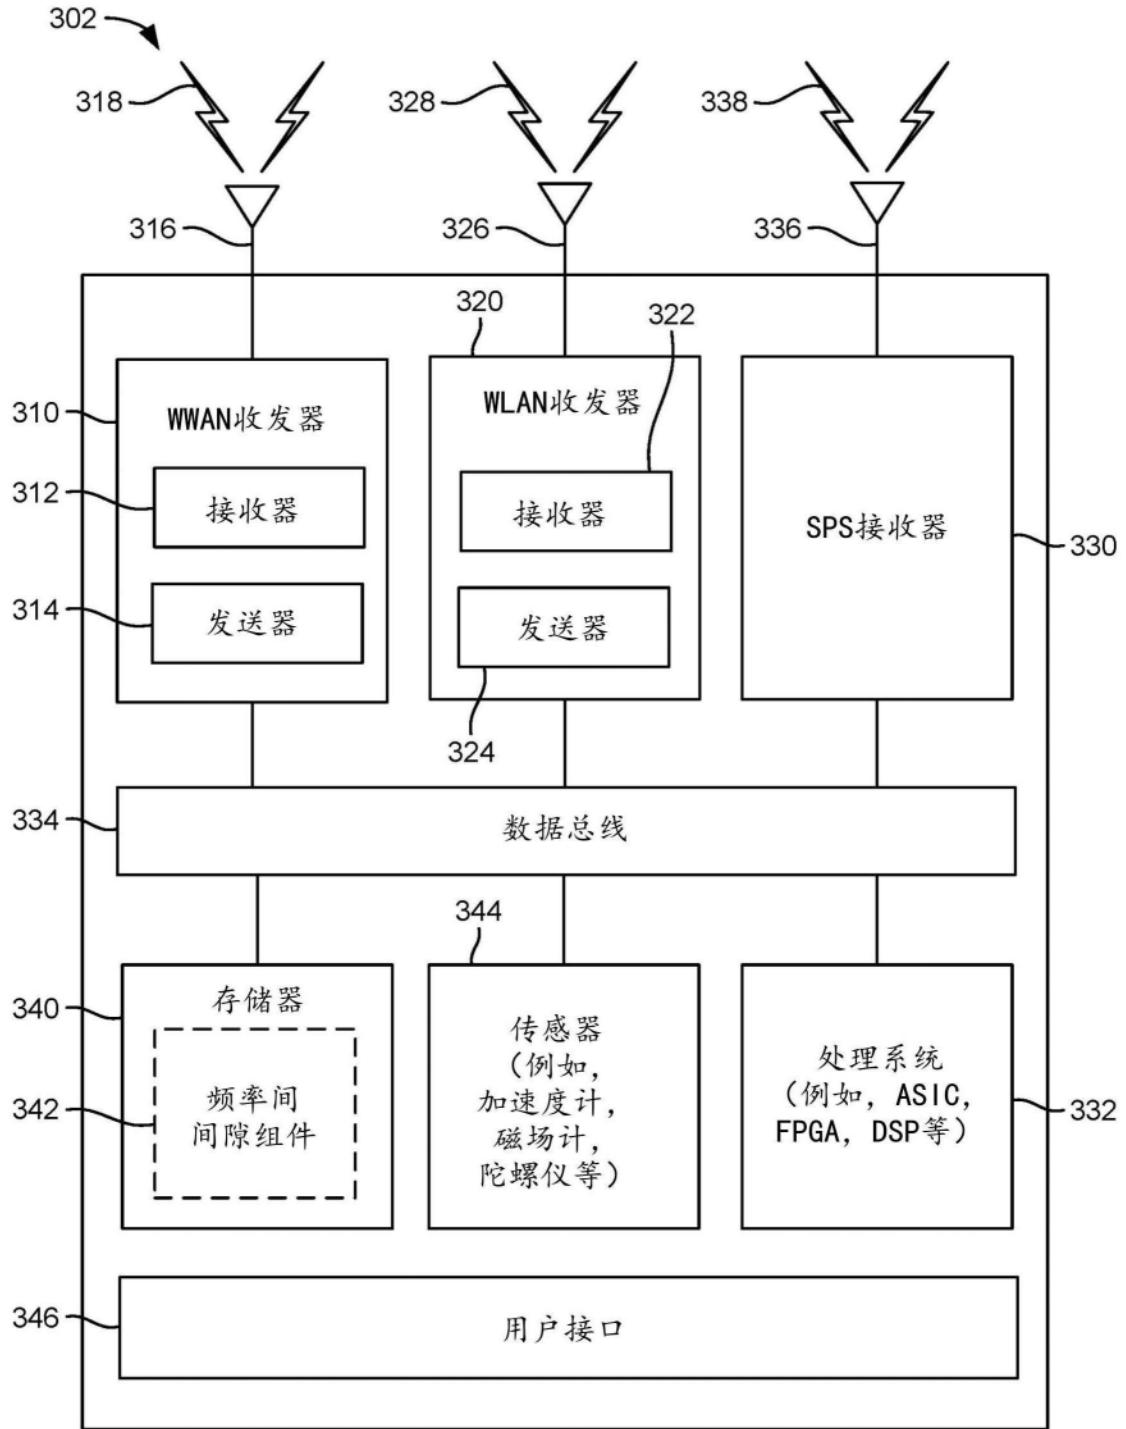 302
318
328
338
316
326
336
320
322
310
WWAN收发器
WLAN收发器
312
接收器
接收器
SPS接收器
330
314
发送器
发送器
324
334
数据总线
344
340
存储器
342
频率间
间隙组件
传感器
（例如，
加速度计，
磁场计，
陀螺仪等）
处理系统
（例如，ASIC，
FPGA，DSP等）
332
346
用户接口